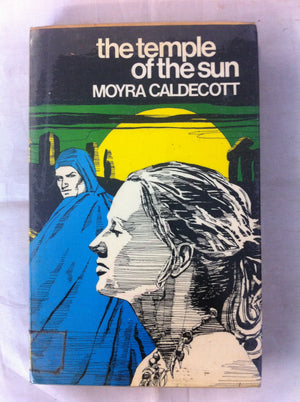 the temple
of the sun
MOYRA CALDECOTT